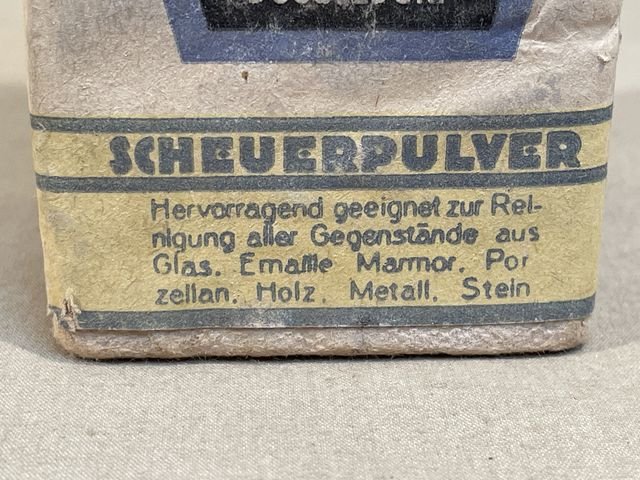 SCHEUERPULVER
Hervorragend geeignet zur Rei-
nigung aller Gegenstände aus
Glas. Emaille Marmor. Por
zellan. Holz. Metall. Stein